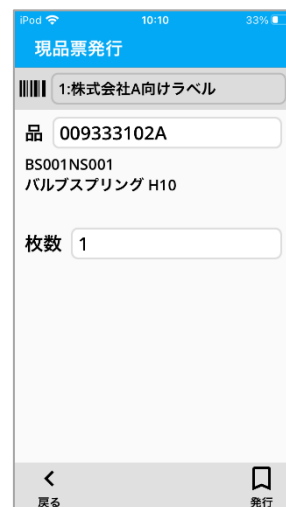 iPod 10:10 33%
現品票発行
1:株式会社A向けラベル
品 009333102A
BS001NS001
バルブスプリング H10
枚数 1
戻る 発行